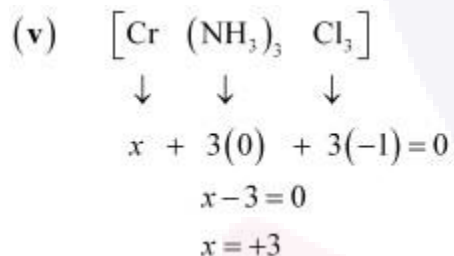 (v) [Cr (NH₃)₃ Cl₃]
↓ ↓ ↓
x + 3(0) + 3(−1) = 0
x − 3 = 0
x = +3